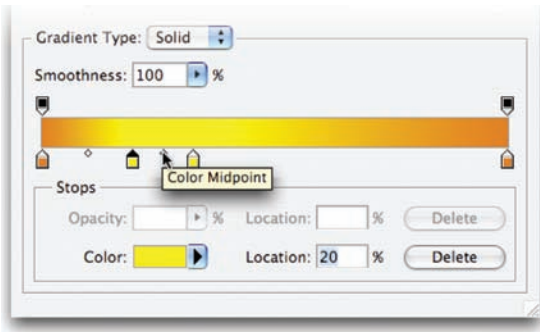 Gradient Type: Solid
Smoothness: 100 %
Color Midpoint
Stops
Opacity: % Location: % Delete
Color: Location: 20 % Delete